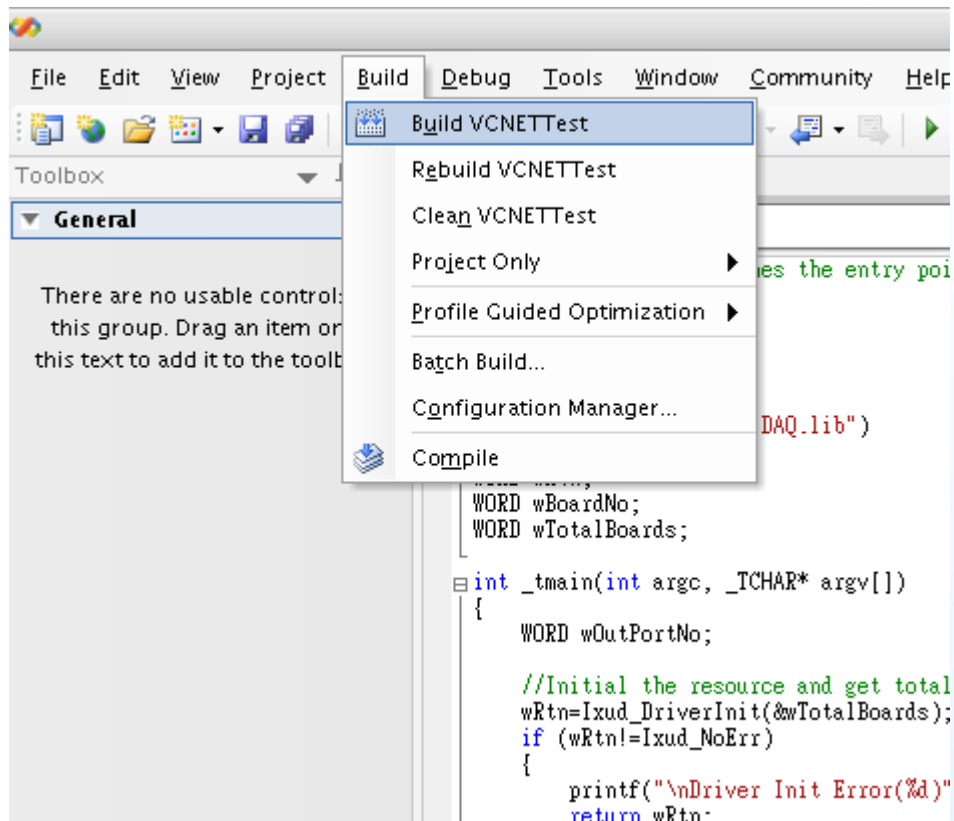 File Edit View Project Build Debug Tools Window Community Help
Toolbox
General
There are no usable control
this group. Drag an item or
this text to add it to the toolb
Build VCNETTest
Rebuild VCNETTest
Clean VCNETTest
Project Only
Profile Guided Optimization
Batch Build...
Configuration Manager...
Compile
the entry poi
DAQ.lib")
WORD wBoardNo;
WORD wTotalBoards;
int _tmain(int argc, _TCHAR* argv[])
{
WORD wOutPortNo;
//Initial the resource and get total
wRtn=Ixud_DriverInit(&wTotalBoards);
if (wRtn!=Ixud_NoErr)
{
printf("\nDriver Init Error(%d)"
return wRtn;